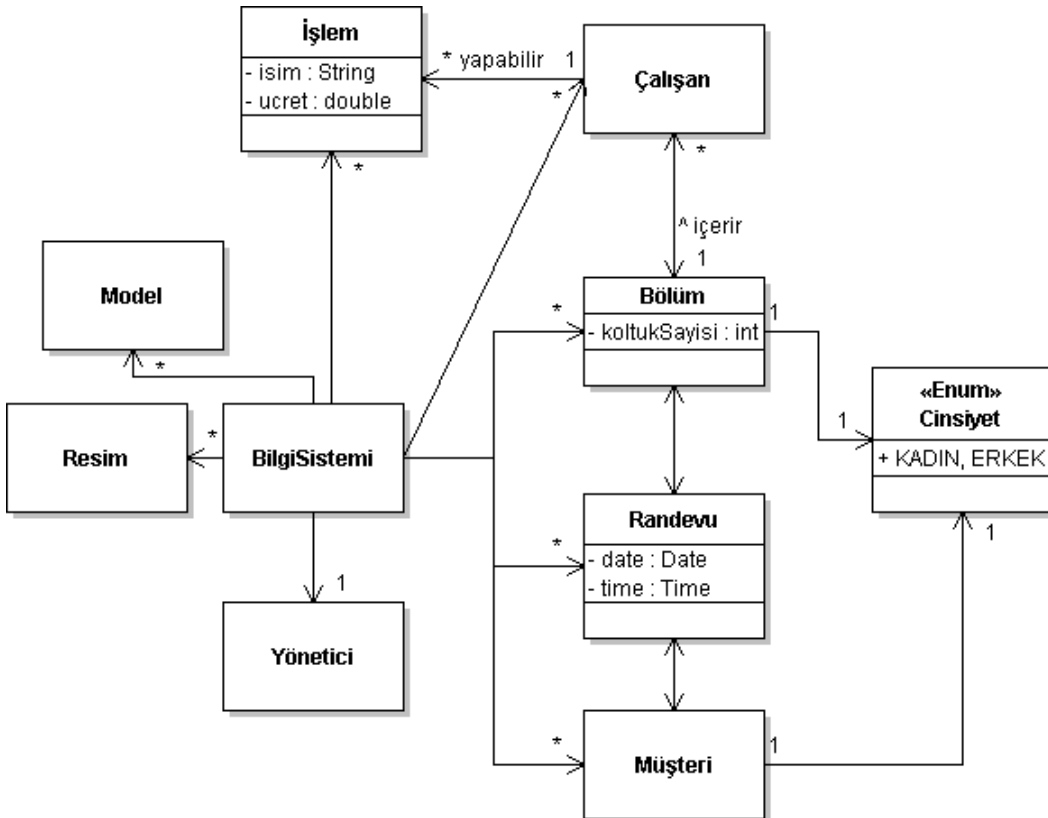 İşlem
- isim : String
- ucret : double
* yapabilir 1
*
Çalışan
*
*
^ içerir
1
Model
*
Bölüm
- koltukSayisi : int
*
1
«Enum»
Cinsiyet
+ KADIN, ERKEK
1
1
Resim
*
BilgiSistemi
Randevu
- date : Date
- time : Time
*
1
Yönetici
*
Müşteri
1